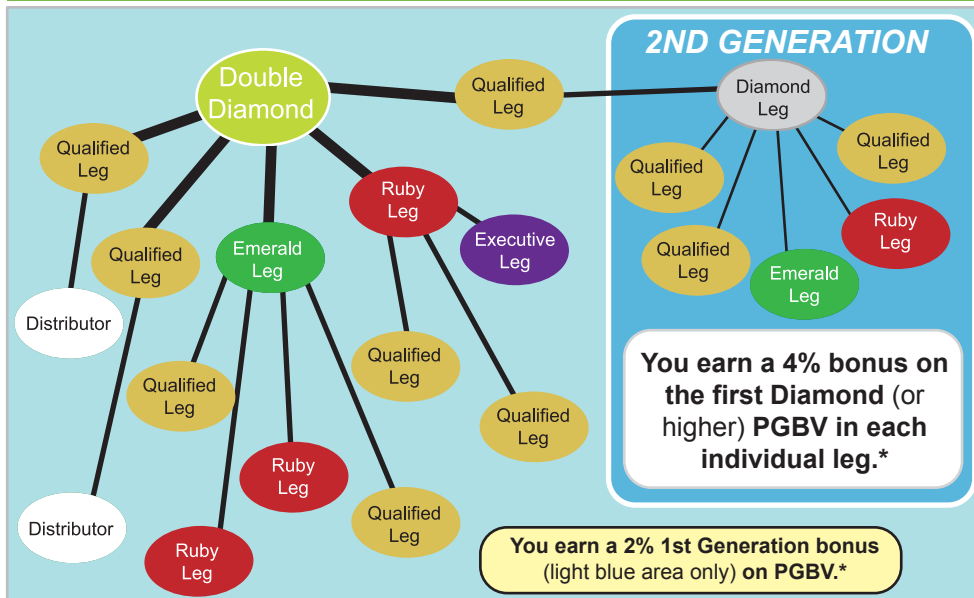 2ND GENERATION
Double
Diamond
Qualified
Leg
Diamond
Leg
Qualified
Leg
Qualified
Leg
Qualified
Leg
Ruby
Leg
Ruby
Leg
Executive
Leg
Emerald
Leg
Qualified
Leg
Qualified
Leg
Emerald
Leg
Distributor
Qualified
Leg
Qualified
Leg
Qualified
Leg
You earn a 4% bonus on
the first Diamond (or
higher) PGBV in each
individual leg.*
Ruby
Leg
Qualified
Leg
Distributor
Ruby
Leg
You earn a 2% 1st Generation bonus
(light blue area only) on PGBV.*